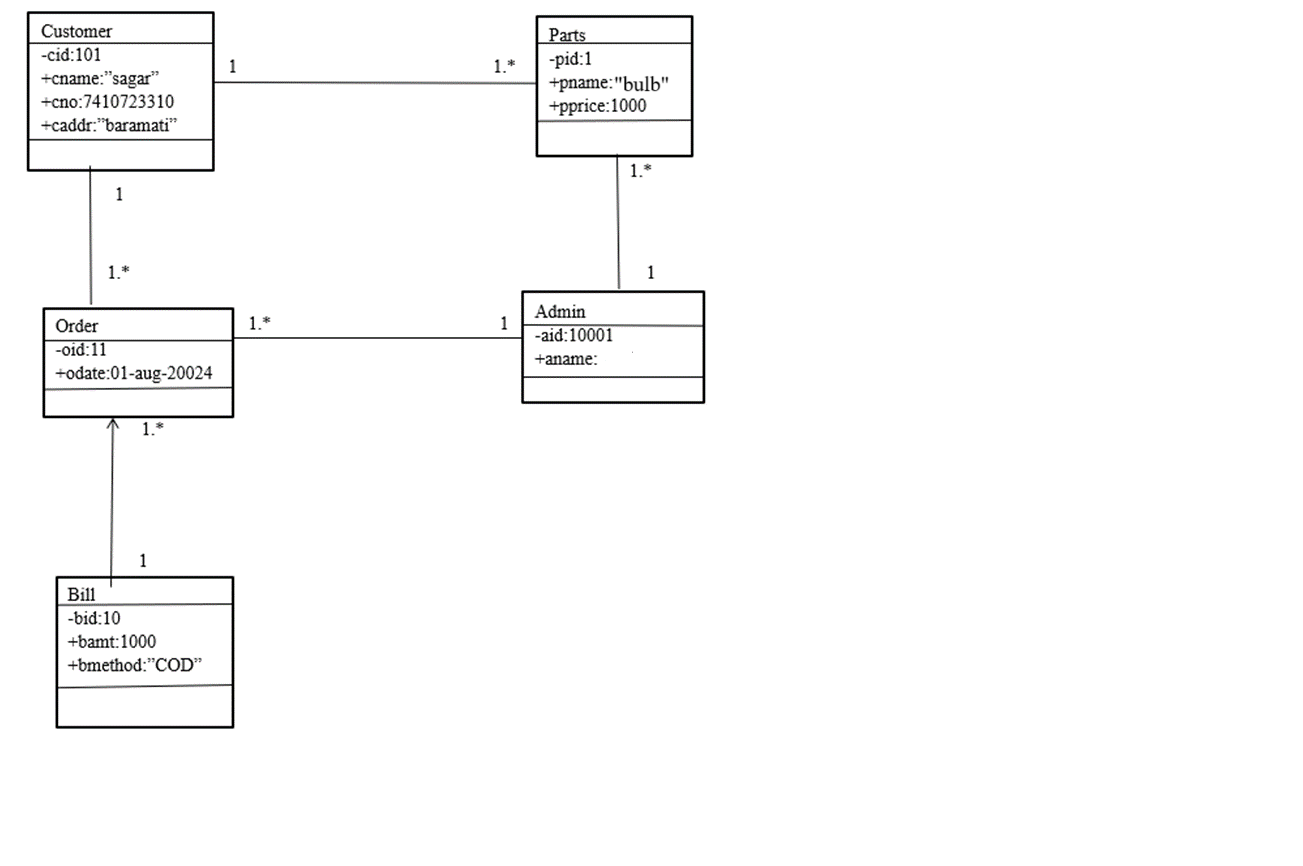 Customer
-cid:101
+cname:”sagar”
+cno:7410723310
+caddr:”baramati”
1
1.*
Parts
-pid:1
+pname:"bulb"
+pprice:1000
1
1.*
1.*
1
Order
-oid:11
+odate:01-aug-20024
1.*
1
Admin
-aid:10001
+aname:
1.*
1
Bill
-bid:10
+bamt:1000
+bmethod:”COD”